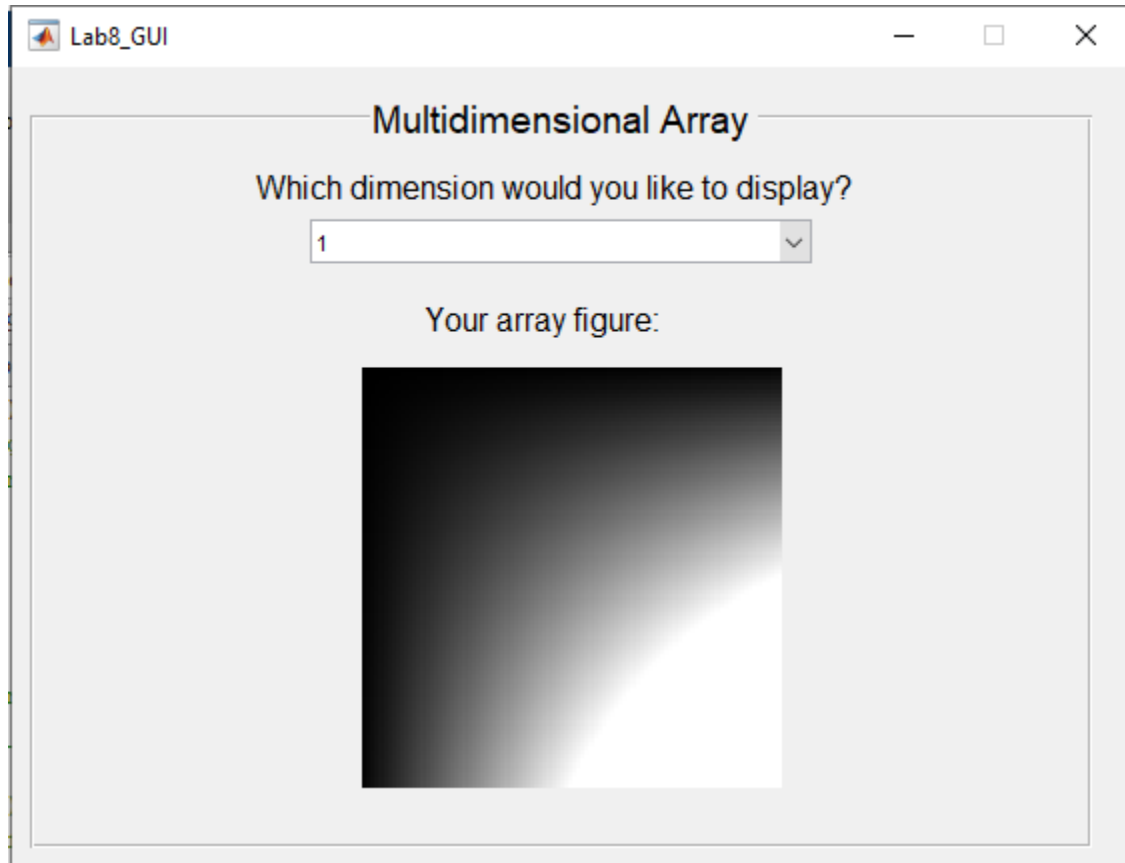 Lab8_GUI
Multidimensional Array
Which dimension would you like to display?
1
Your array figure: